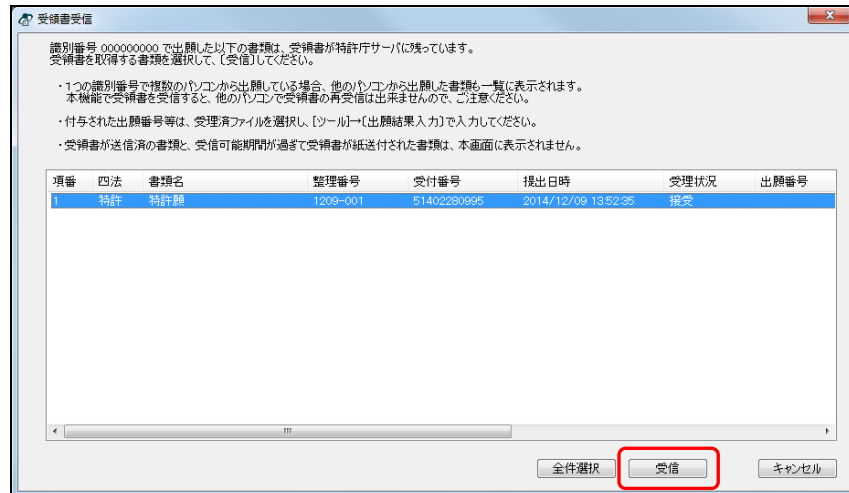 受領書受信
識別番号 000000000 で出願した以下の書類は、受領書が特許庁サーバに残っています。
受領書を取得する書類を選択して、[受信]してください。
・1つの識別番号で複数のパソコンから出願している場合、他のパソコンから出願した書類も一覧に表示されます。
本機能で受領書を受信すると、他のパソコンで受領書の再受信は出来ませんので、ご注意ください。
・付与された出願番号等は、受理済ファイルを選択し、[ツール]→[出願結果入力]で入力してください。
・受領書が送信済の書類と、受信可能期間が過ぎて受領書が紙送付された書類は、本画面に表示されません。
項番 四法 書類名 整理番号 受付番号 提出日時 受理状況 出願番号
1 特許 特許願 1209-001 51402280995 2014/12/09 13:52:35 接受
全件選択 受信 キャンセル